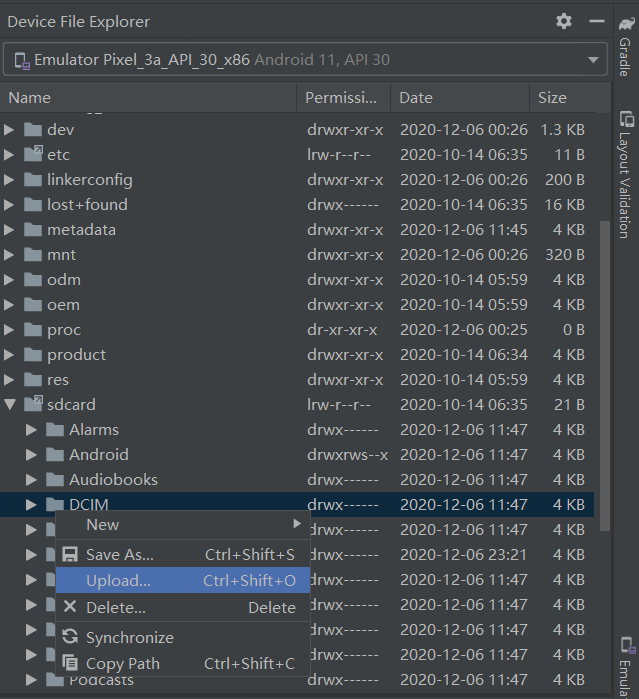 Device File Explorer
Emulator Pixel_3a_API_30_x86 Android 11, API 30
Name Permissi... Date Size
dev drwxr-xr-x 2020-12-06 00:26 1.3 KB
etc lrw-r--r-- 2020-10-14 06:35 11 B
linkerconfig drwxr-xr-x 2020-12-06 00:26 200 B
lost+found drwx------ 2020-10-14 06:35 16 KB
metadata drwxr-xr-x 2020-12-06 11:45 4 KB
mnt drwxr-xr-x 2020-12-06 00:26 320 B
odm drwxr-xr-x 2020-10-14 05:59 4 KB
oem drwxr-xr-x 2020-10-14 05:59 4 KB
proc dr-xr-xr-x 2020-12-06 00:25 0 B
product drwxr-xr-x 2020-10-14 06:34 4 KB
res drwxr-xr-x 2020-10-14 05:59 4 KB
sdcard lrw-r--r-- 2020-10-14 06:35 21 B
Alarms drwx------ 2020-12-06 11:47 4 KB
Android drwxrws--x 2020-12-06 11:47 4 KB
Audiobooks drwx------ 2020-12-06 11:47 4 KB
DCIM drwx------ 2020-12-06 11:47 4 KB
New
drwx------ 2020-12-06 11:47 4 KB
Save As... Ctrl+Shift+S
drwx------ 2020-12-06 23:21 4 KB
Upload... Ctrl+Shift+O
drwx------ 2020-12-06 11:47 4 KB
Delete... Delete
drwx------ 2020-12-06 11:47 4 KB
Synchronize
drwx------ 2020-12-06 11:47 4 KB
Copy Path Ctrl+Shift+C
drwx------ 2020-12-06 11:47 4 KB
Podcasts drwx------ 2020-12-06 11:47 4 KB
Gradle
Layout Validation